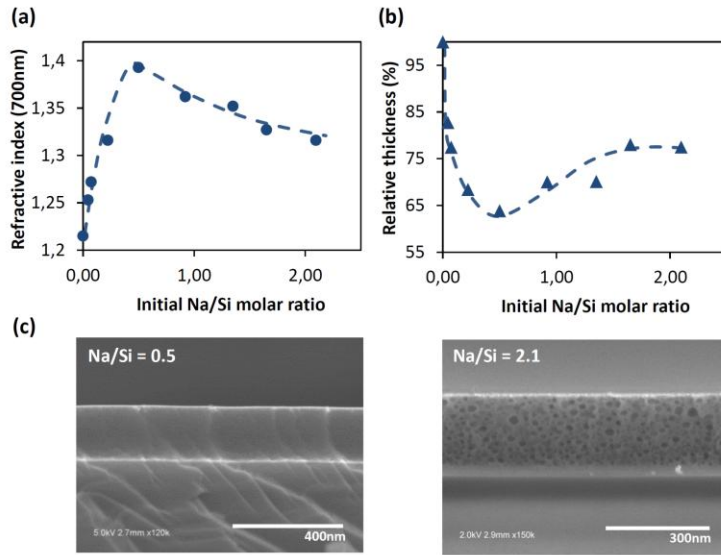 (a)
1,4
1,35
1,3
1,25
1,2
Refractive index (700nm)
0,00 1,00 2,00
Initial Na/Si molar ratio
(b)
95
85
75
65
55
Relative thickness (%)
0,00 1,00 2,00
Initial Na/Si molar ratio
(c)
Na/Si = 0.5
5.0kV 2.7mm x120k
400nm
Na/Si = 2.1
2.0kV 2.9mm x150k
300nm